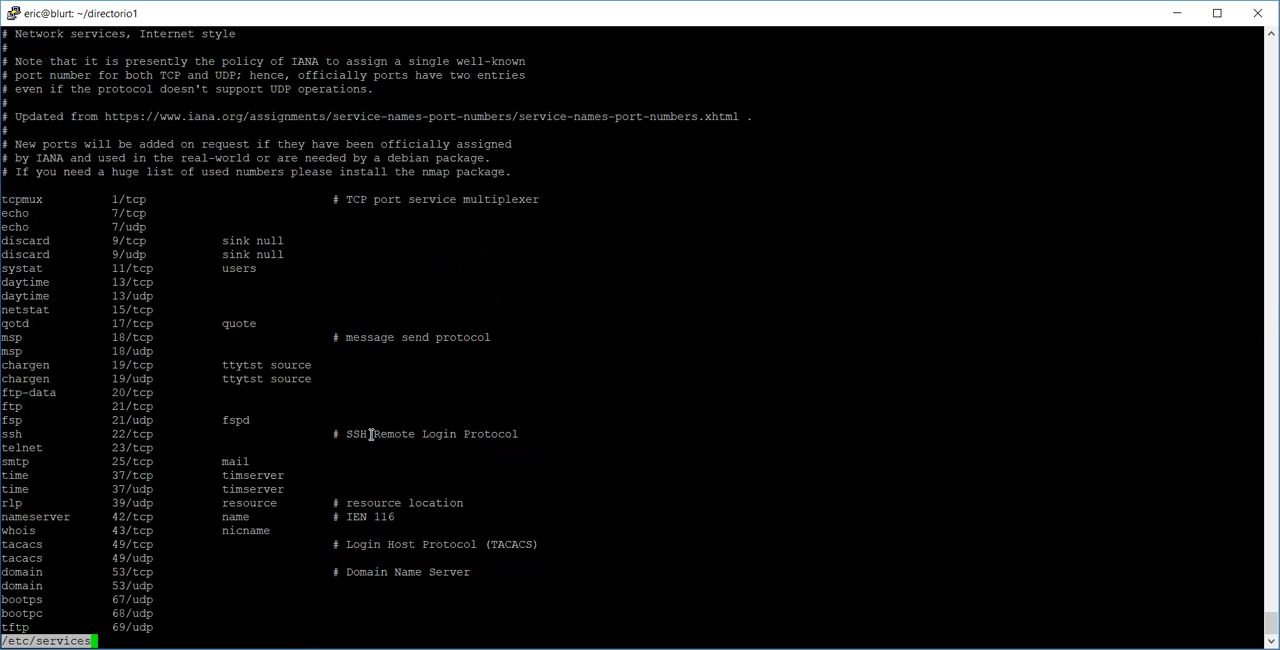 eric@blurt: ~/directorio1
# Network services, Internet style
#
# Note that it is presently the policy of IANA to assign a single well-known
# port number for both TCP and UDP; hence, officially ports have two entries
# even if the protocol doesn't support UDP operations.
#
# Updated from https://www.iana.org/assignments/service-names-port-numbers/service-names-port-numbers.xhtml .
#
# New ports will be added on request if they have been officially assigned
# by IANA and used in the real-world or are needed by a debian package.
# If you need a huge list of used numbers please install the nmap package.
tcpmux 1/tcp # TCP port service multiplexer
echo 7/tcp
echo 7/udp
discard 9/tcp sink null
discard 9/udp sink null
systat 11/tcp users
daytime 13/tcp
daytime 13/udp
netstat 15/tcp
qotd 17/tcp quote
msp 18/tcp # message send protocol
msp 18/udp
chargen 19/tcp ttytst source
chargen 19/udp ttytst source
ftp-data 20/tcp
ftp 21/tcp
fsp 21/udp fspd
ssh 22/tcp # SSH Remote Login Protocol
telnet 23/tcp
smtp 25/tcp mail
time 37/tcp timserver
time 37/udp timserver
rlp 39/udp resource # resource location
nameserver 42/tcp name # IEN 116
whois 43/tcp nicname
tacacs 49/tcp # Login Host Protocol (TACACS)
tacacs 49/udp
domain 53/tcp # Domain Name Server
domain 53/udp
bootps 67/udp
bootpc 68/udp
tftp 69/udp
/etc/services